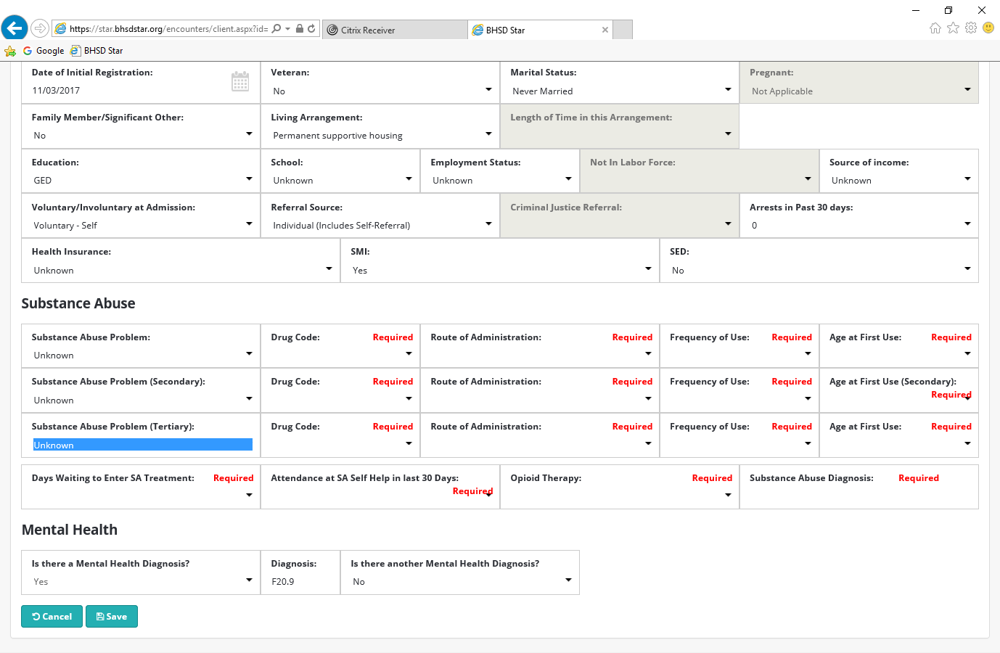 https://star.bhsdstar.org/encounters/client.aspx?id=
Citrix Receiver
BHSD Star
Google
BHSD Star
Date of Initial Registration:
11/03/2017
Veteran:
No
Marital Status:
Never Married
Pregnant:
Not Applicable
Family Member/Significant Other:
No
Living Arrangement:
Permanent supportive housing
Length of Time in this Arrangement:
Education:
GED
School:
Unknown
Employment Status:
Unknown
Not In Labor Force:
Source of income:
Unknown
Voluntary/Involuntary at Admission:
Voluntary - Self
Referral Source:
Individual (Includes Self-Referral)
Criminal Justice Referral:
Arrests in Past 30 days:
0
Health Insurance:
Unknown
SMI:
Yes
SED:
No
Substance Abuse
Substance Abuse Problem:
Unknown
Drug Code: Required
Route of Administration: Required
Frequency of Use: Required
Age at First Use: Required
Substance Abuse Problem (Secondary):
Unknown
Drug Code: Required
Route of Administration: Required
Frequency of Use: Required
Age at First Use (Secondary):
Required
Substance Abuse Problem (Tertiary):
Unknown
Drug Code: Required
Route of Administration: Required
Frequency of Use: Required
Age at First Use: Required
Days Waiting to Enter SA Treatment: Required
Attendance at SA Self Help in last 30 Days:
Required
Opioid Therapy: Required
Substance Abuse Diagnosis: Required
Mental Health
Is there a Mental Health Diagnosis?
Yes
Diagnosis:
F20.9
Is there another Mental Health Diagnosis?
No
Cancel
Save